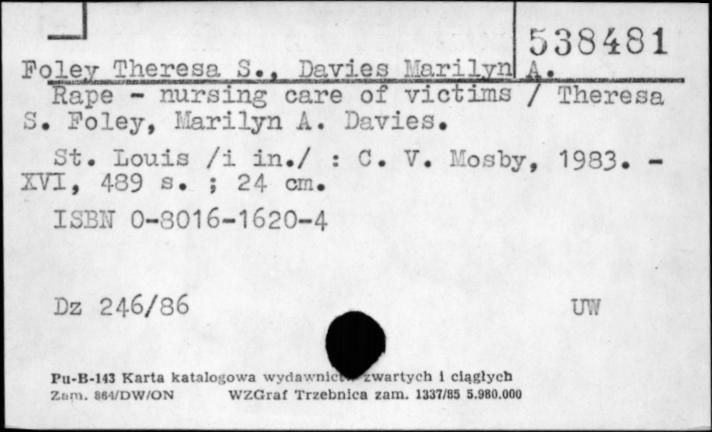 538481
Foley Theresa S., Davies Marilyn A.
Rape - nursing care of victims / Theresa
S. Foley, Marilyn A. Davies.
St. Louis /i in./ : C. V. Mosby, 1983. -
XVI, 489 s. ; 24 cm.
ISBN 0-8016-1620-4
Dz 246/86 UW
Pu-B-143 Karta katalogowa wydawnictw zwartych i ciągłych
Zam. 864/DW/ON WZGraf Trzebnica zam. 1337/85 5.980.000